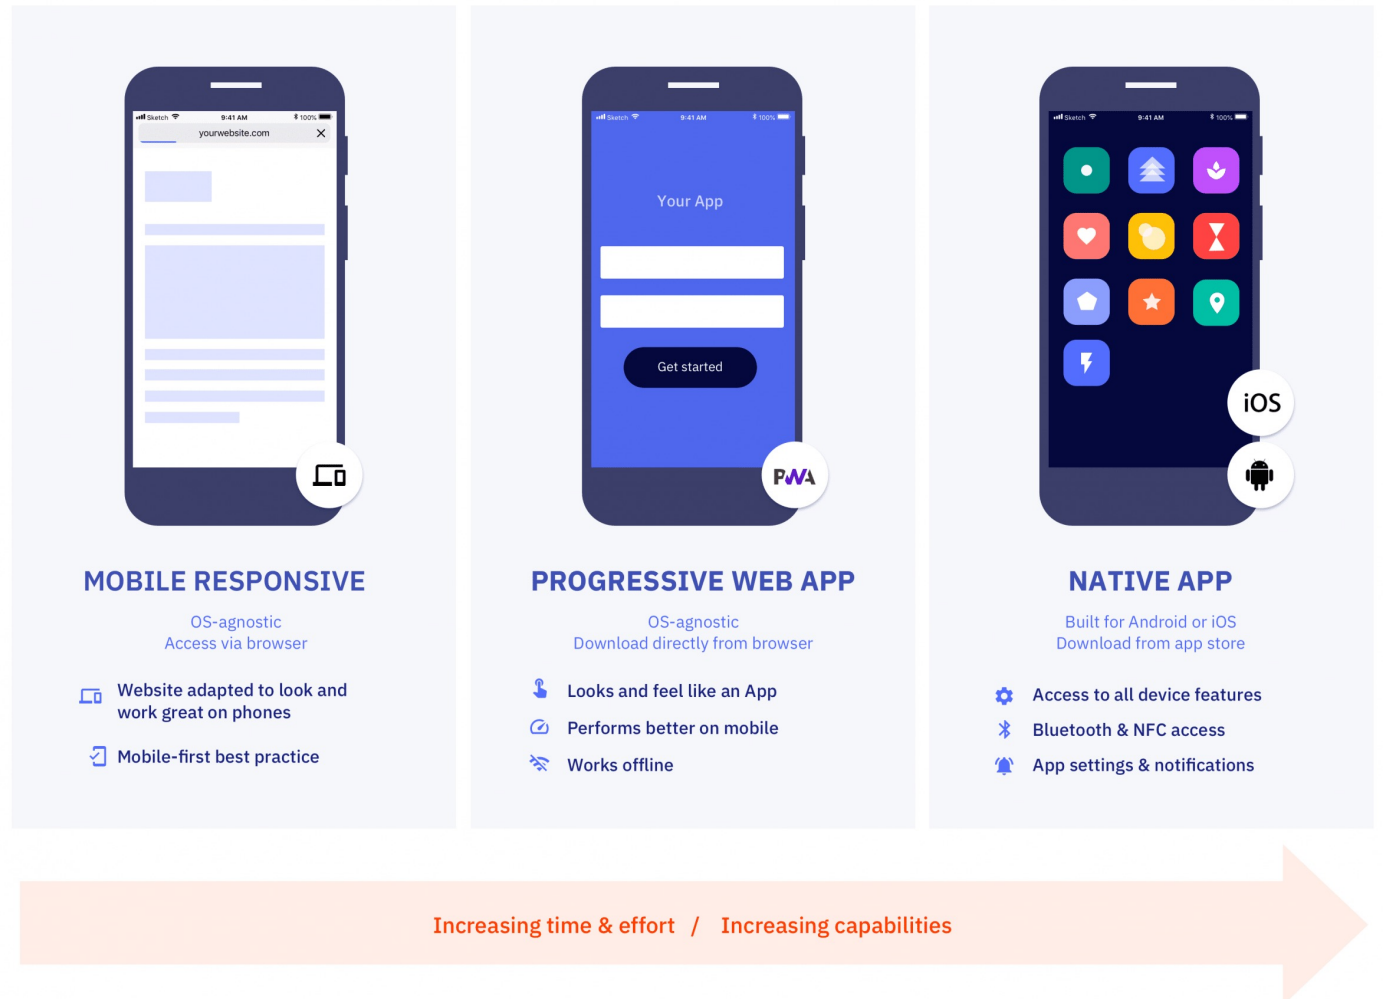 Sketch 9:41 AM 100%
yourwebsite.com
MOBILE RESPONSIVE
OS-agnostic
Access via browser
Website adapted to look and
work great on phones
Mobile-first best practice
Sketch 9:41 AM 100%
Your App
Get started
PWA
PROGRESSIVE WEB APP
OS-agnostic
Download directly from browser
Looks and feel like an App
Performs better on mobile
Works offline
Sketch 9:41 AM 100%
iOS
NATIVE APP
Built for Android or iOS
Download from app store
Access to all device features
Bluetooth & NFC access
App settings & notifications
Increasing time & effort / Increasing capabilities